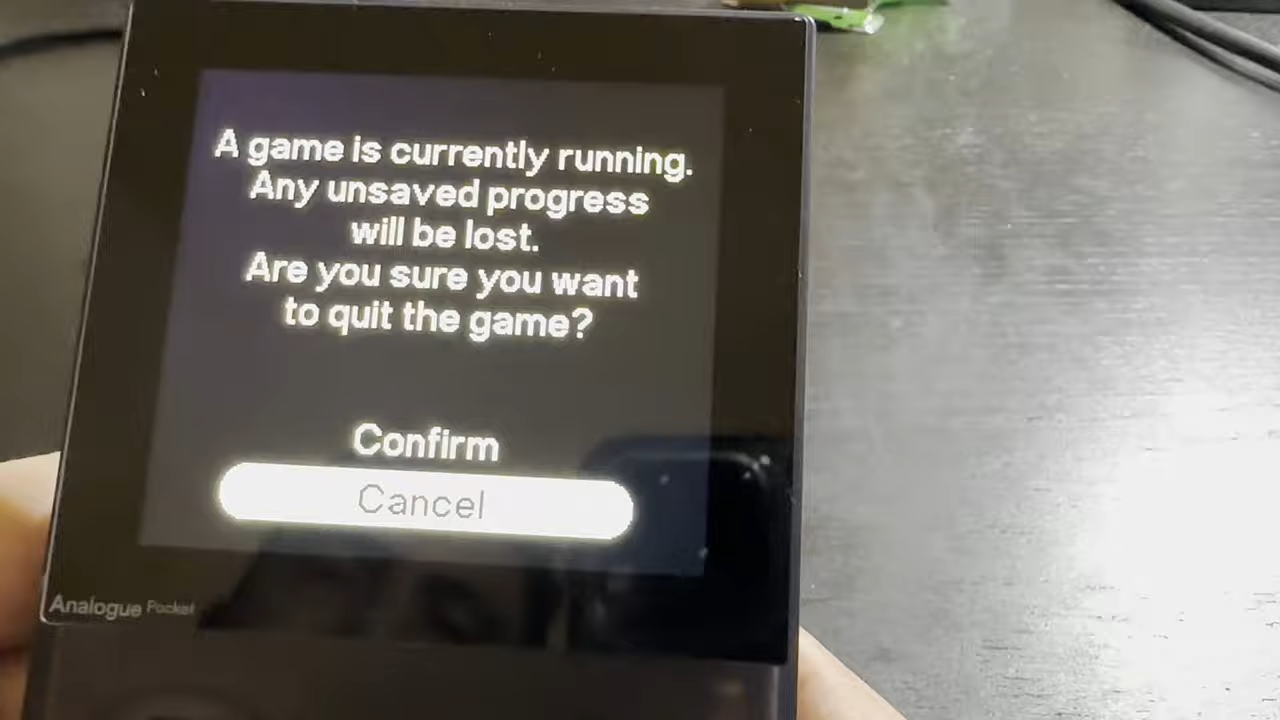 A game is currently running.
Any unsaved progress
will be lost.
Are you sure you want
to quit the game?
Confirm
Cancel
Analogue Pocket